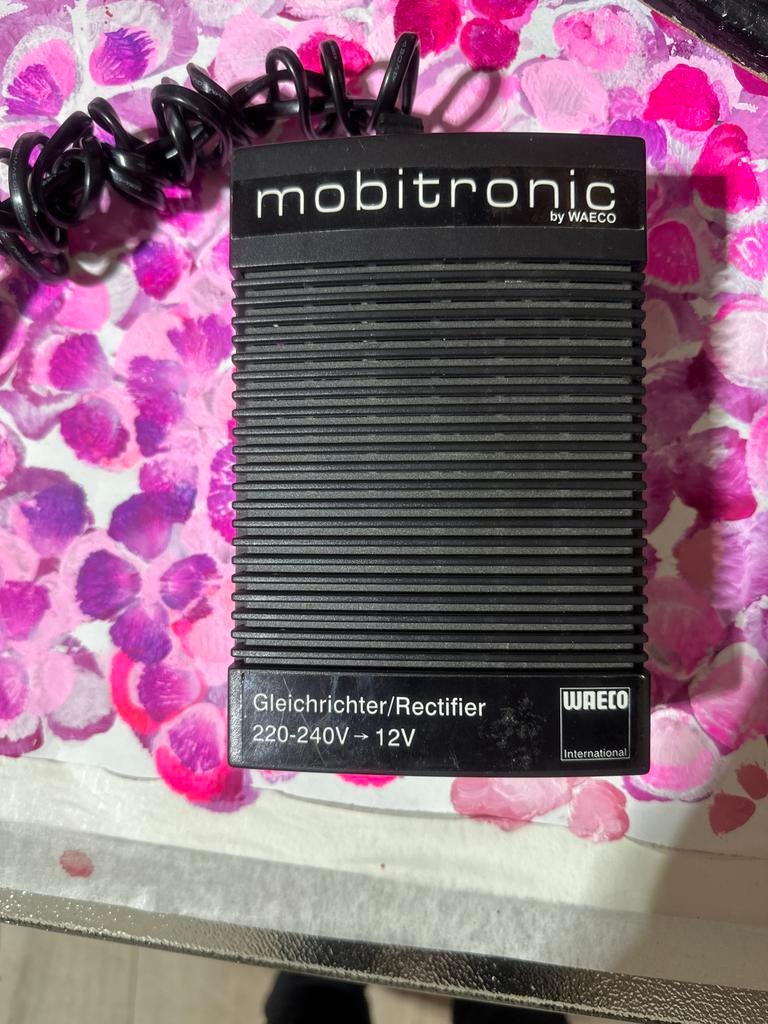 mobitronic
by WAECO
Gleichrichter/Rectifier
220-240V → 12V
WAECO
International